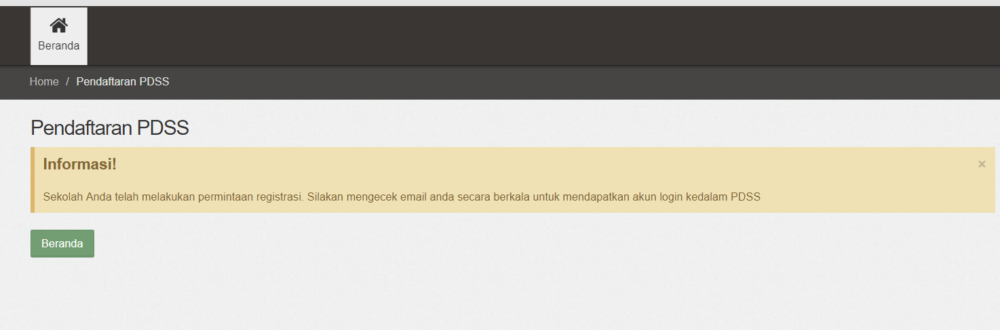 Beranda
Home / Pendaftaran PDSS
Pendaftaran PDSS
Informasi!
×
Sekolah Anda telah melakukan permintaan registrasi. Silakan mengecek email anda secara berkala untuk mendapatkan akun login kedalam PDSS
Beranda